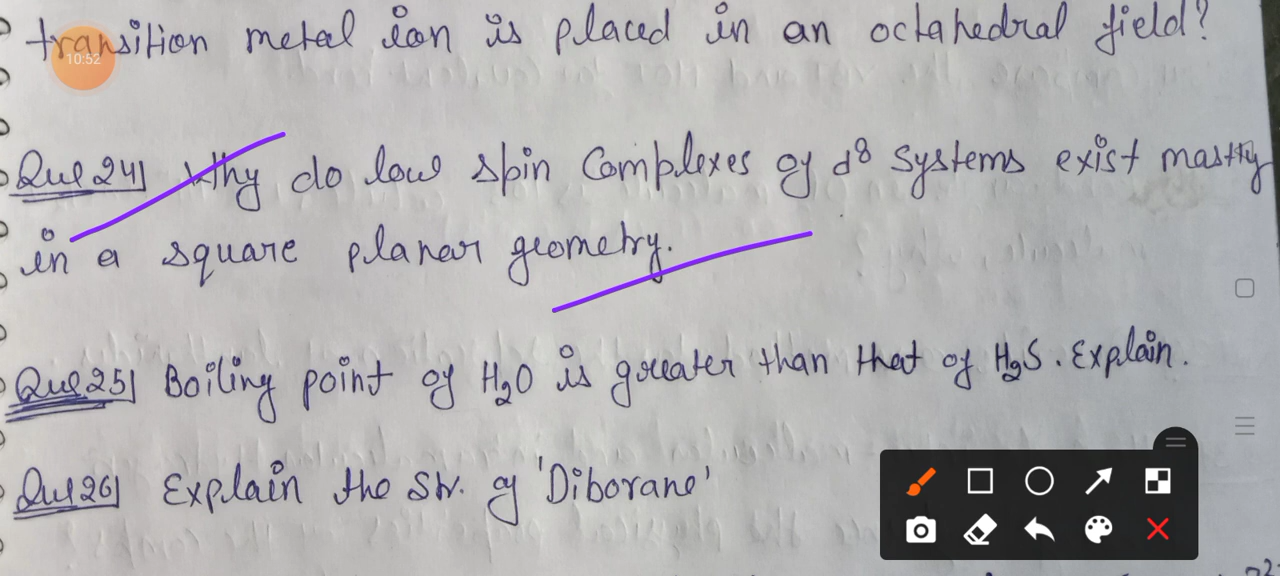 transition metal ion is placed in an octahedral field?
10:52
Que 24) Why do low spin Complexes of d⁸ systems exist mastly
in a square planar geometry.
Que 25) Boiling point of H₂O is greater than that of H₂S. Explain.
Que 26) Explain the str. of 'Diborane'